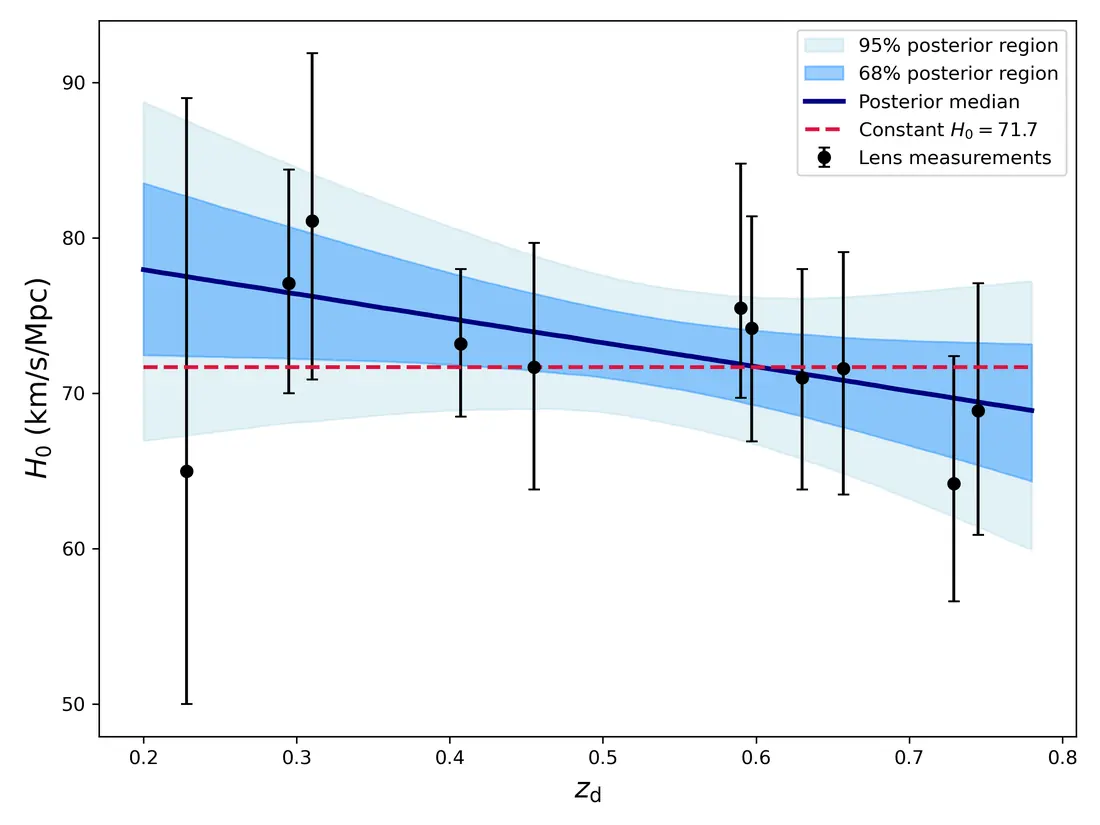 95% posterior region
68% posterior region
Posterior median
Constant H₀ = 71.7
Lens measurements
H₀ (km/s/Mpc)
90
80
70
60
50
0.2 0.3 0.4 0.5 0.6 0.7 0.8
z_d